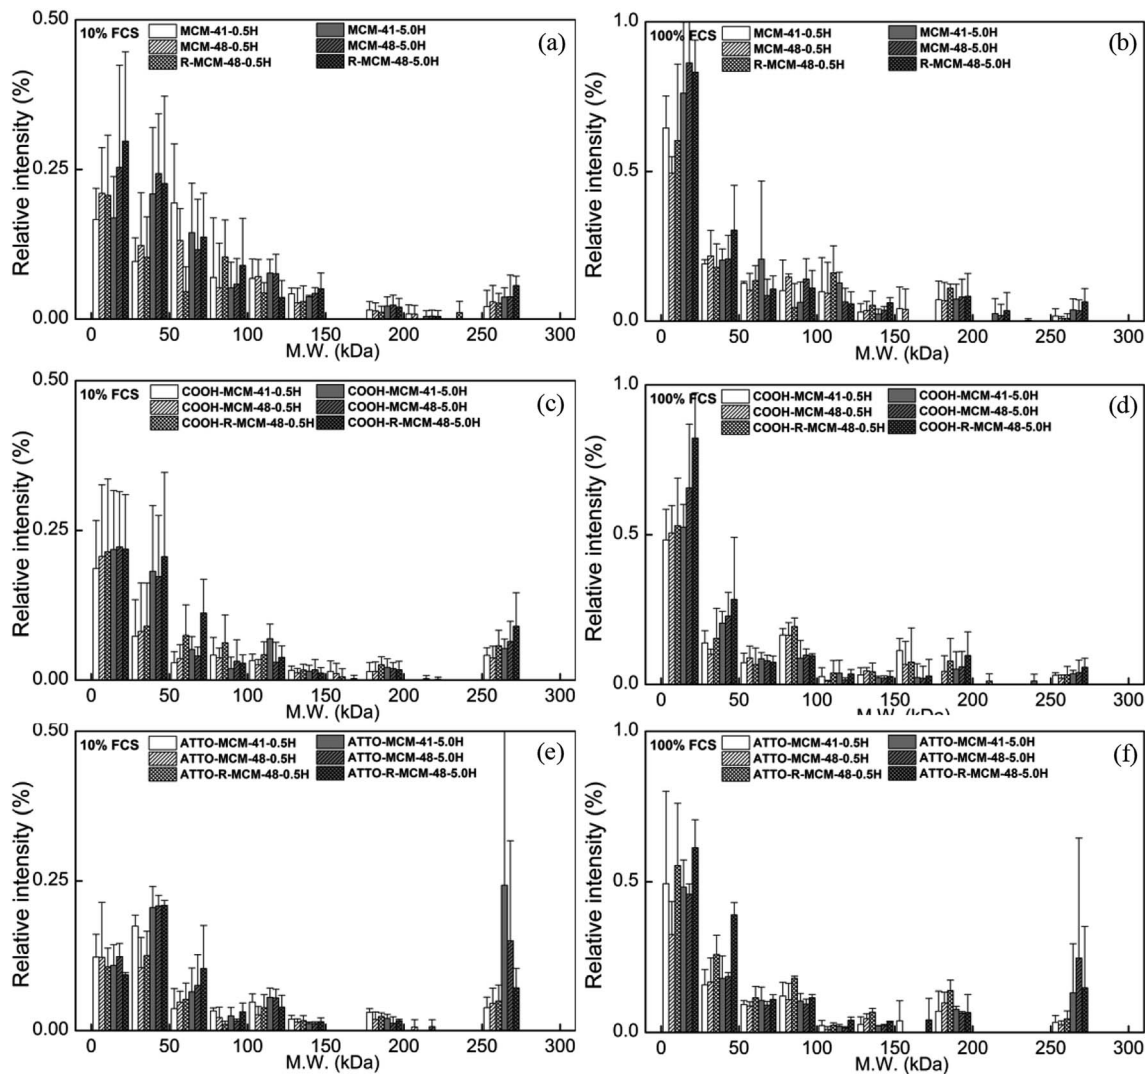 10% FCS
MCM-41-0.5H MCM-41-5.0H
MCM-48-0.5H MCM-48-5.0H
R-MCM-48-0.5H R-MCM-48-5.0H
(a)
Relative intensity (%)
0.50
0.25
0.00
0 50 100 150 200 250 300
M.W. (kDa)
100% FCS
MCM-41-0.5H MCM-41-5.0H
MCM-48-0.5H MCM-48-5.0H
R-MCM-48-0.5H R-MCM-48-5.0H
(b)
Relative intensity (%)
1.0
0.5
0.0
0 50 100 150 200 250 300
M.W. (kDa)
10% FCS
COOH-MCM-41-0.5H COOH-MCM-41-5.0H
COOH-MCM-48-0.5H COOH-MCM-48-5.0H
COOH-R-MCM-48-0.5H COOH-R-MCM-48-5.0H
(c)
Relative intensity (%)
0.50
0.25
0.00
0 50 100 150 200 250 300
M.W. (kDa)
100% FCS
COOH-MCM-41-0.5H COOH-MCM-41-5.0H
COOH-MCM-48-0.5H COOH-MCM-48-5.0H
COOH-R-MCM-48-0.5H COOH-R-MCM-48-5.0H
(d)
Relative intensity (%)
1.0
0.5
0.0
0 50 100 150 200 250 300
M.W. (kDa)
10% FCS
ATTO-MCM-41-0.5H ATTO-MCM-41-5.0H
ATTO-MCM-48-0.5H ATTO-MCM-48-5.0H
ATTO-R-MCM-48-0.5H ATTO-R-MCM-48-5.0H
(e)
Relative intensity (%)
0.50
0.25
0.00
0 50 100 150 200 250 300
M.W. (kDa)
100% FCS
ATTO-MCM-41-0.5H ATTO-MCM-41-5.0H
ATTO-MCM-48-0.5H ATTO-MCM-48-5.0H
ATTO-R-MCM-48-0.5H ATTO-R-MCM-48-5.0H
(f)
Relative intensity (%)
1.0
0.5
0.0
0 50 100 150 200 250 300
M.W. (kDa)